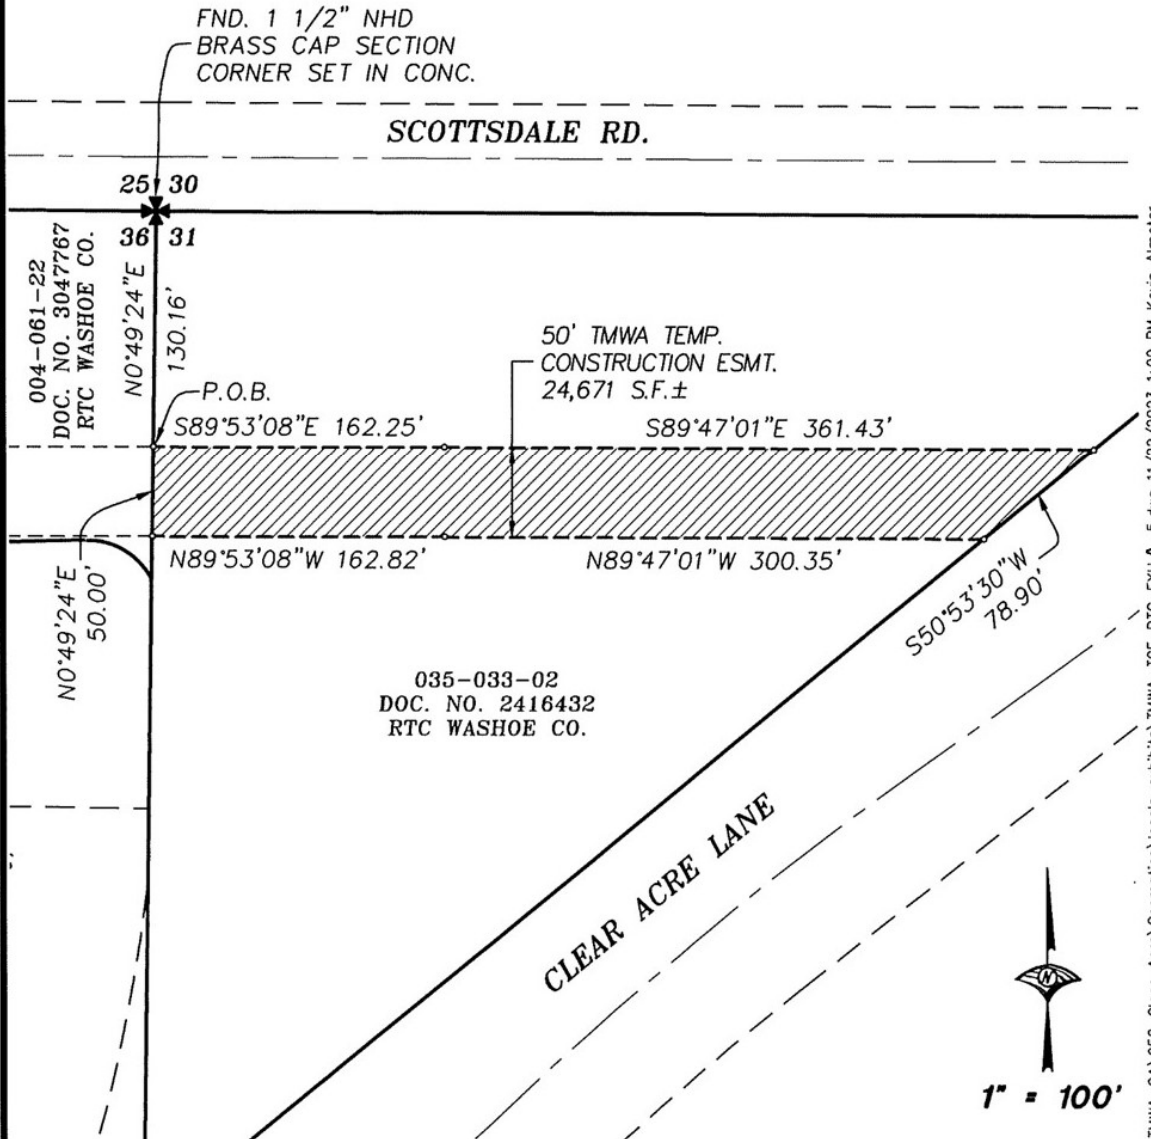 FND. 1 1/2" NHD
BRASS CAP SECTION
CORNER SET IN CONC.
SCOTTSDALE RD.
25 30
36 31
004-061-22
DOC. NO. 3047767
RTC WASHOE CO.
N0°49'24"E
130.16'
50' TMWA TEMP.
CONSTRUCTION ESMT.
24,671 S.F.±
P.O.B.
S89°53'08"E 162.25'
S89°47'01"E 361.43'
N89°53'08"W 162.82'
N89°47'01"W 300.35'
N0°49'24"E
50.00'
S50°53'30"W
78.90'
035-033-02
DOC. NO. 2416432
RTC WASHOE CO.
CLEAR ACRE LANE
N
1" = 100'